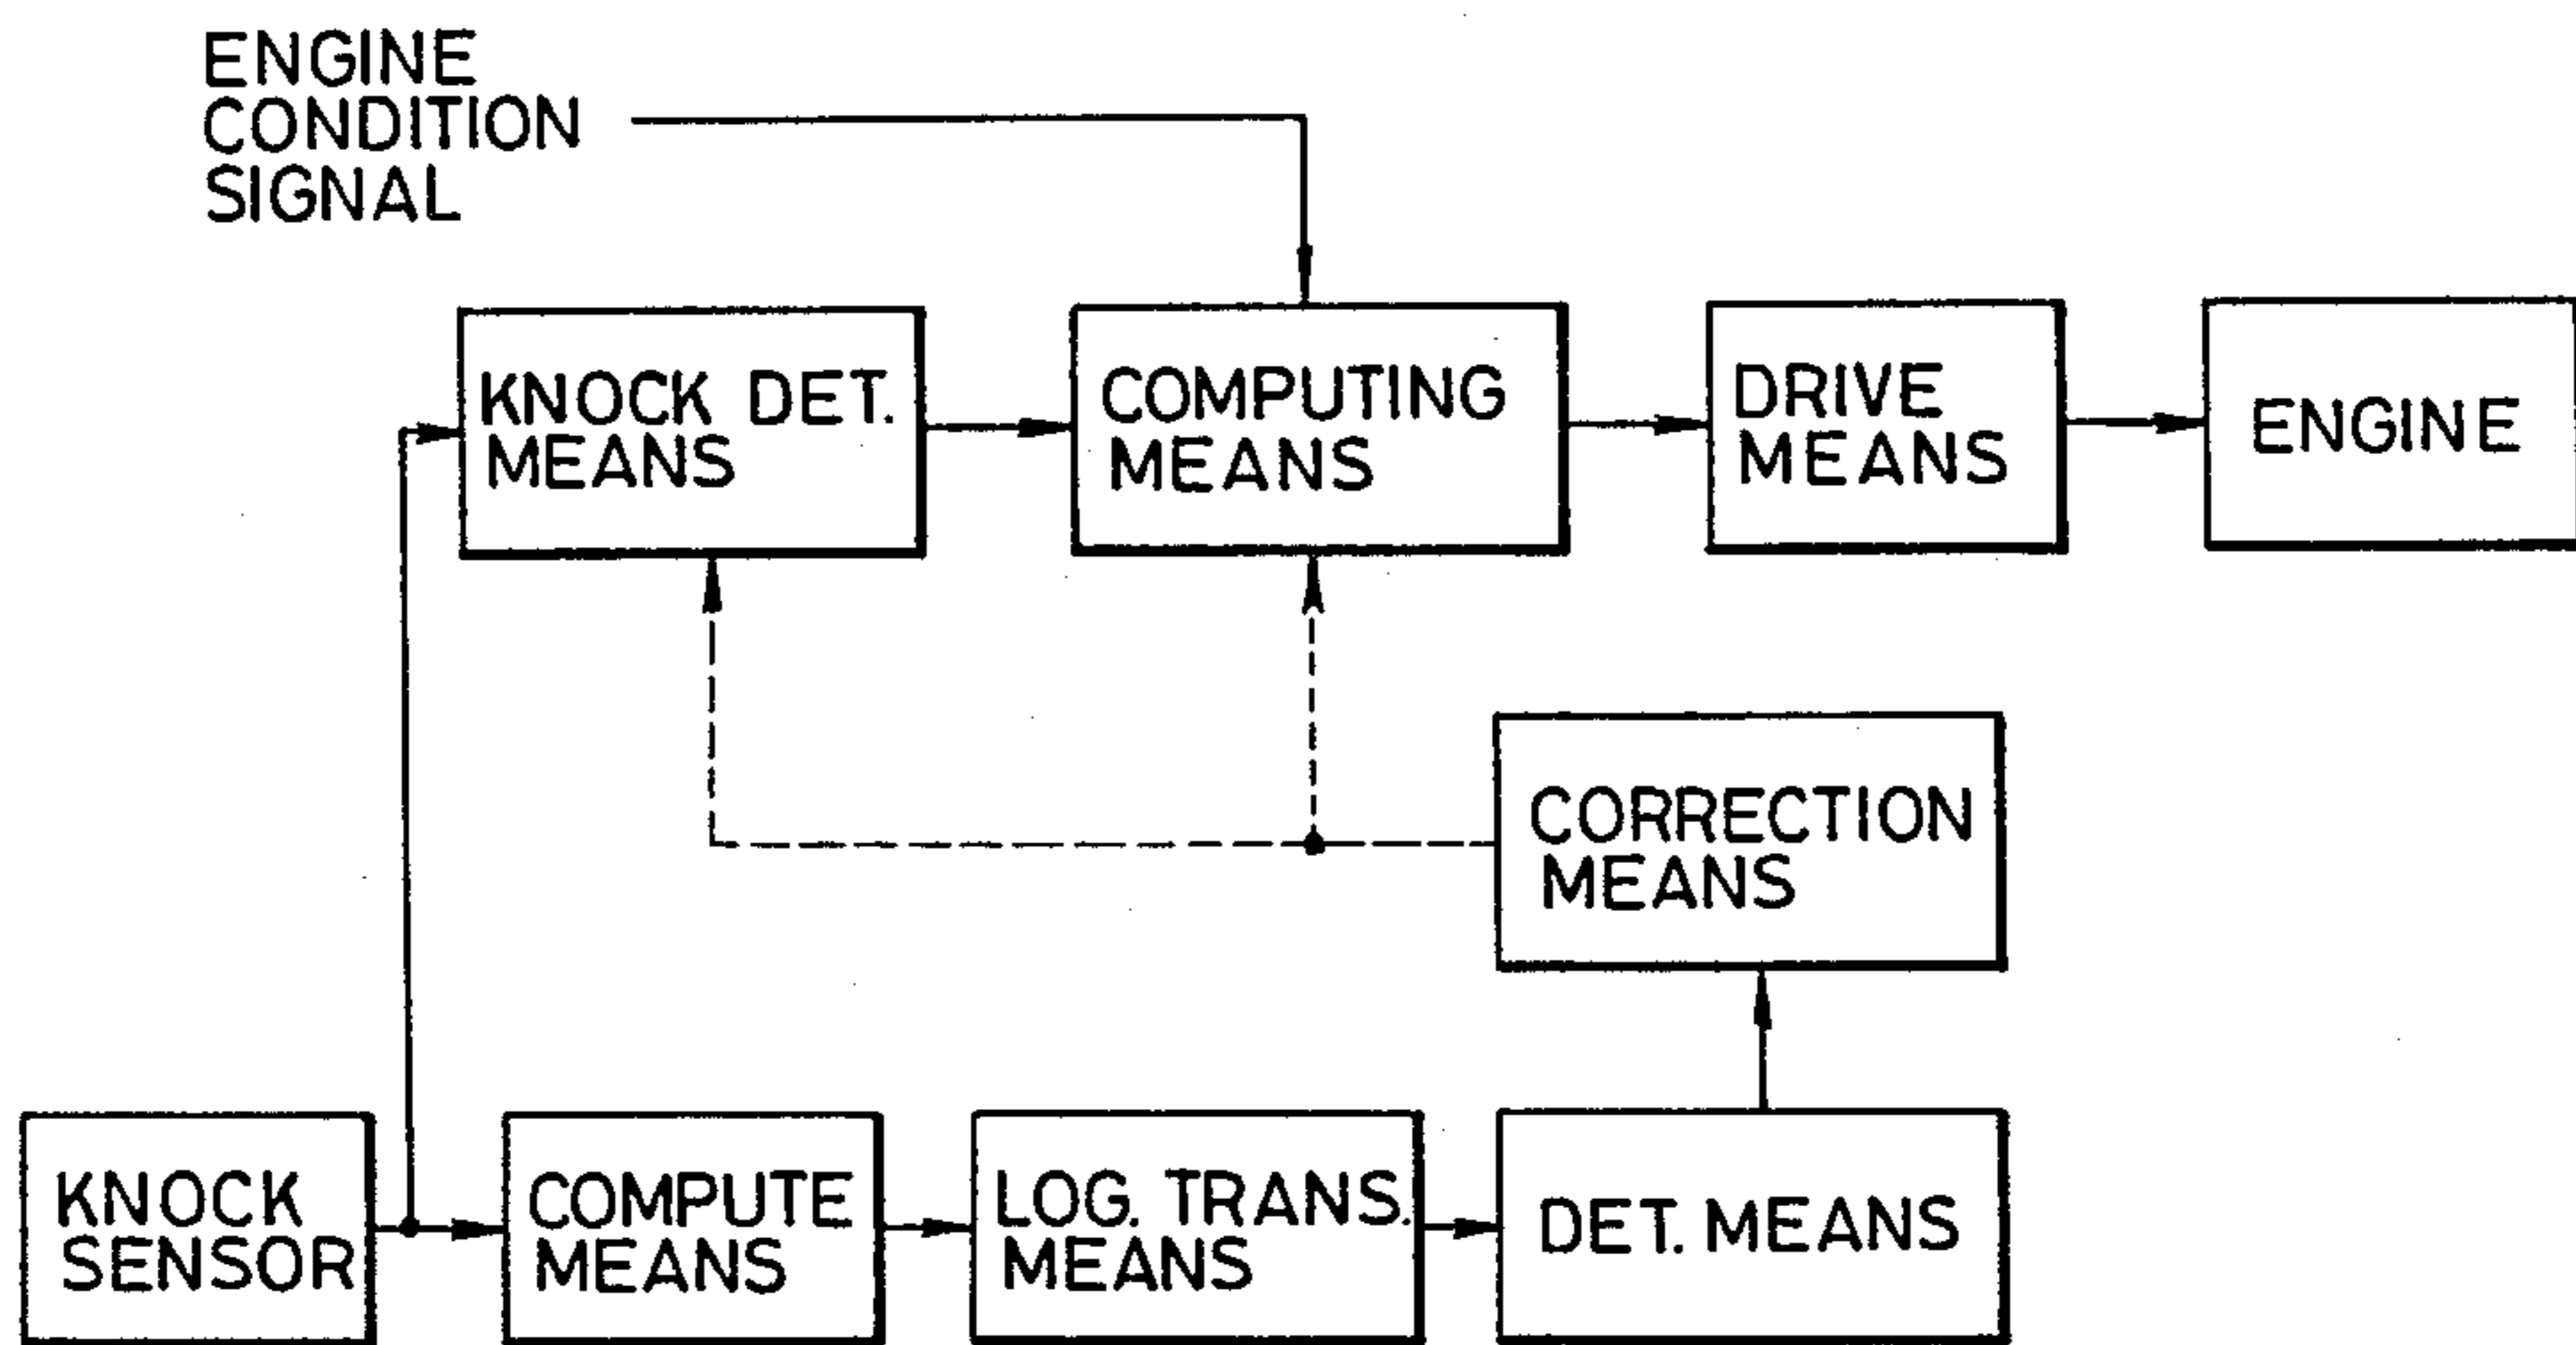 ENGINE
CONDITION
SIGNAL
KNOCK DET.
MEANS
COMPUTING
MEANS
DRIVE
MEANS
ENGINE
CORRECTION
MEANS
KNOCK
SENSOR
COMPUTE
MEANS
LOG. TRANS.
MEANS
DET. MEANS